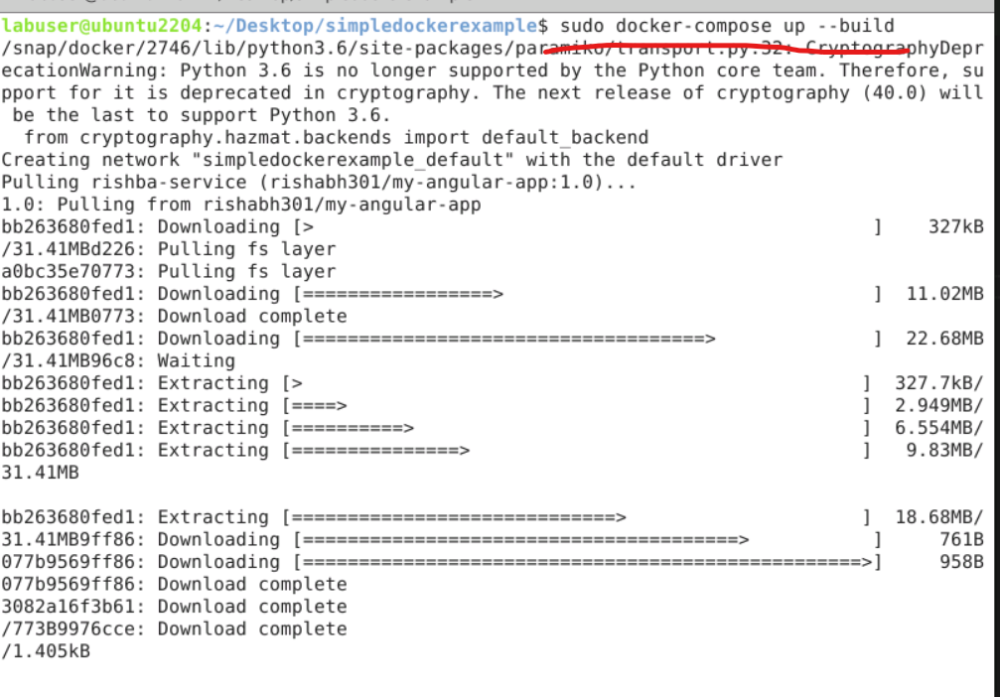 labuser@ubuntu2204:~/Desktop/simpledockerexample$ sudo docker-compose up --build
/snap/docker/2746/lib/python3.6/site-packages/paramiko/transport.py:32: CryptographyDepr
ecationWarning: Python 3.6 is no longer supported by the Python core team. Therefore, su
pport for it is deprecated in cryptography. The next release of cryptography (40.0) will
 be the last to support Python 3.6.
  from cryptography.hazmat.backends import default_backend
Creating network "simpledockerexample_default" with the default driver
Pulling rishba-service (rishabh301/my-angular-app:1.0)...
1.0: Pulling from rishabh301/my-angular-app
bb263680fed1: Downloading [>                                                  ]    327kB
/31.41MBd226: Pulling fs layer
a0bc35e70773: Pulling fs layer
bb263680fed1: Downloading [=================>                                 ]  11.02MB
/31.41MB0773: Download complete
bb263680fed1: Downloading [====================================>              ]  22.68MB
/31.41MB96c8: Waiting
bb263680fed1: Extracting [>                                                  ]  327.7kB/
bb263680fed1: Extracting [====>                                              ]  2.949MB/
bb263680fed1: Extracting [==========>                                        ]  6.554MB/
bb263680fed1: Extracting [===============>                                   ]   9.83MB/
31.41MB
bb263680fed1: Extracting [=============================>                     ]  18.68MB/
31.41MB9ff86: Downloading [=======================================>           ]     761B
077b9569ff86: Downloading [==================================================>]     958B
077b9569ff86: Download complete
3082a16f3b61: Download complete
/773B9976cce: Download complete
/1.405kB